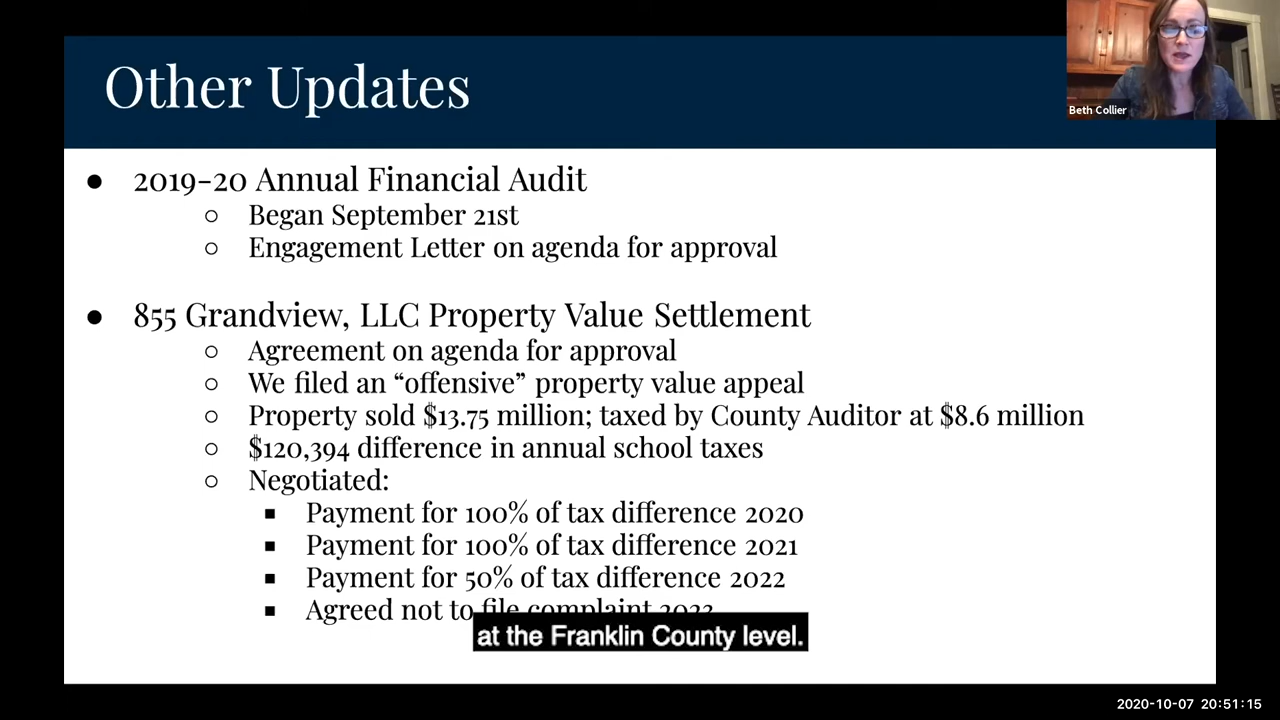 Other Updates
Beth Collier
● 2019-20 Annual Financial Audit
○ Began September 21st
○ Engagement Letter on agenda for approval
● 855 Grandview, LLC Property Value Settlement
○ Agreement on agenda for approval
○ We filed an “offensive” property value appeal
○ Property sold $13.75 million; taxed by County Auditor at $8.6 million
○ $120,394 difference in annual school taxes
○ Negotiated:
■ Payment for 100% of tax difference 2020
■ Payment for 100% of tax difference 2021
■ Payment for 50% of tax difference 2022
■ Agreed not to file complaint
at the Franklin County level.
2020-10-07 20:51:15